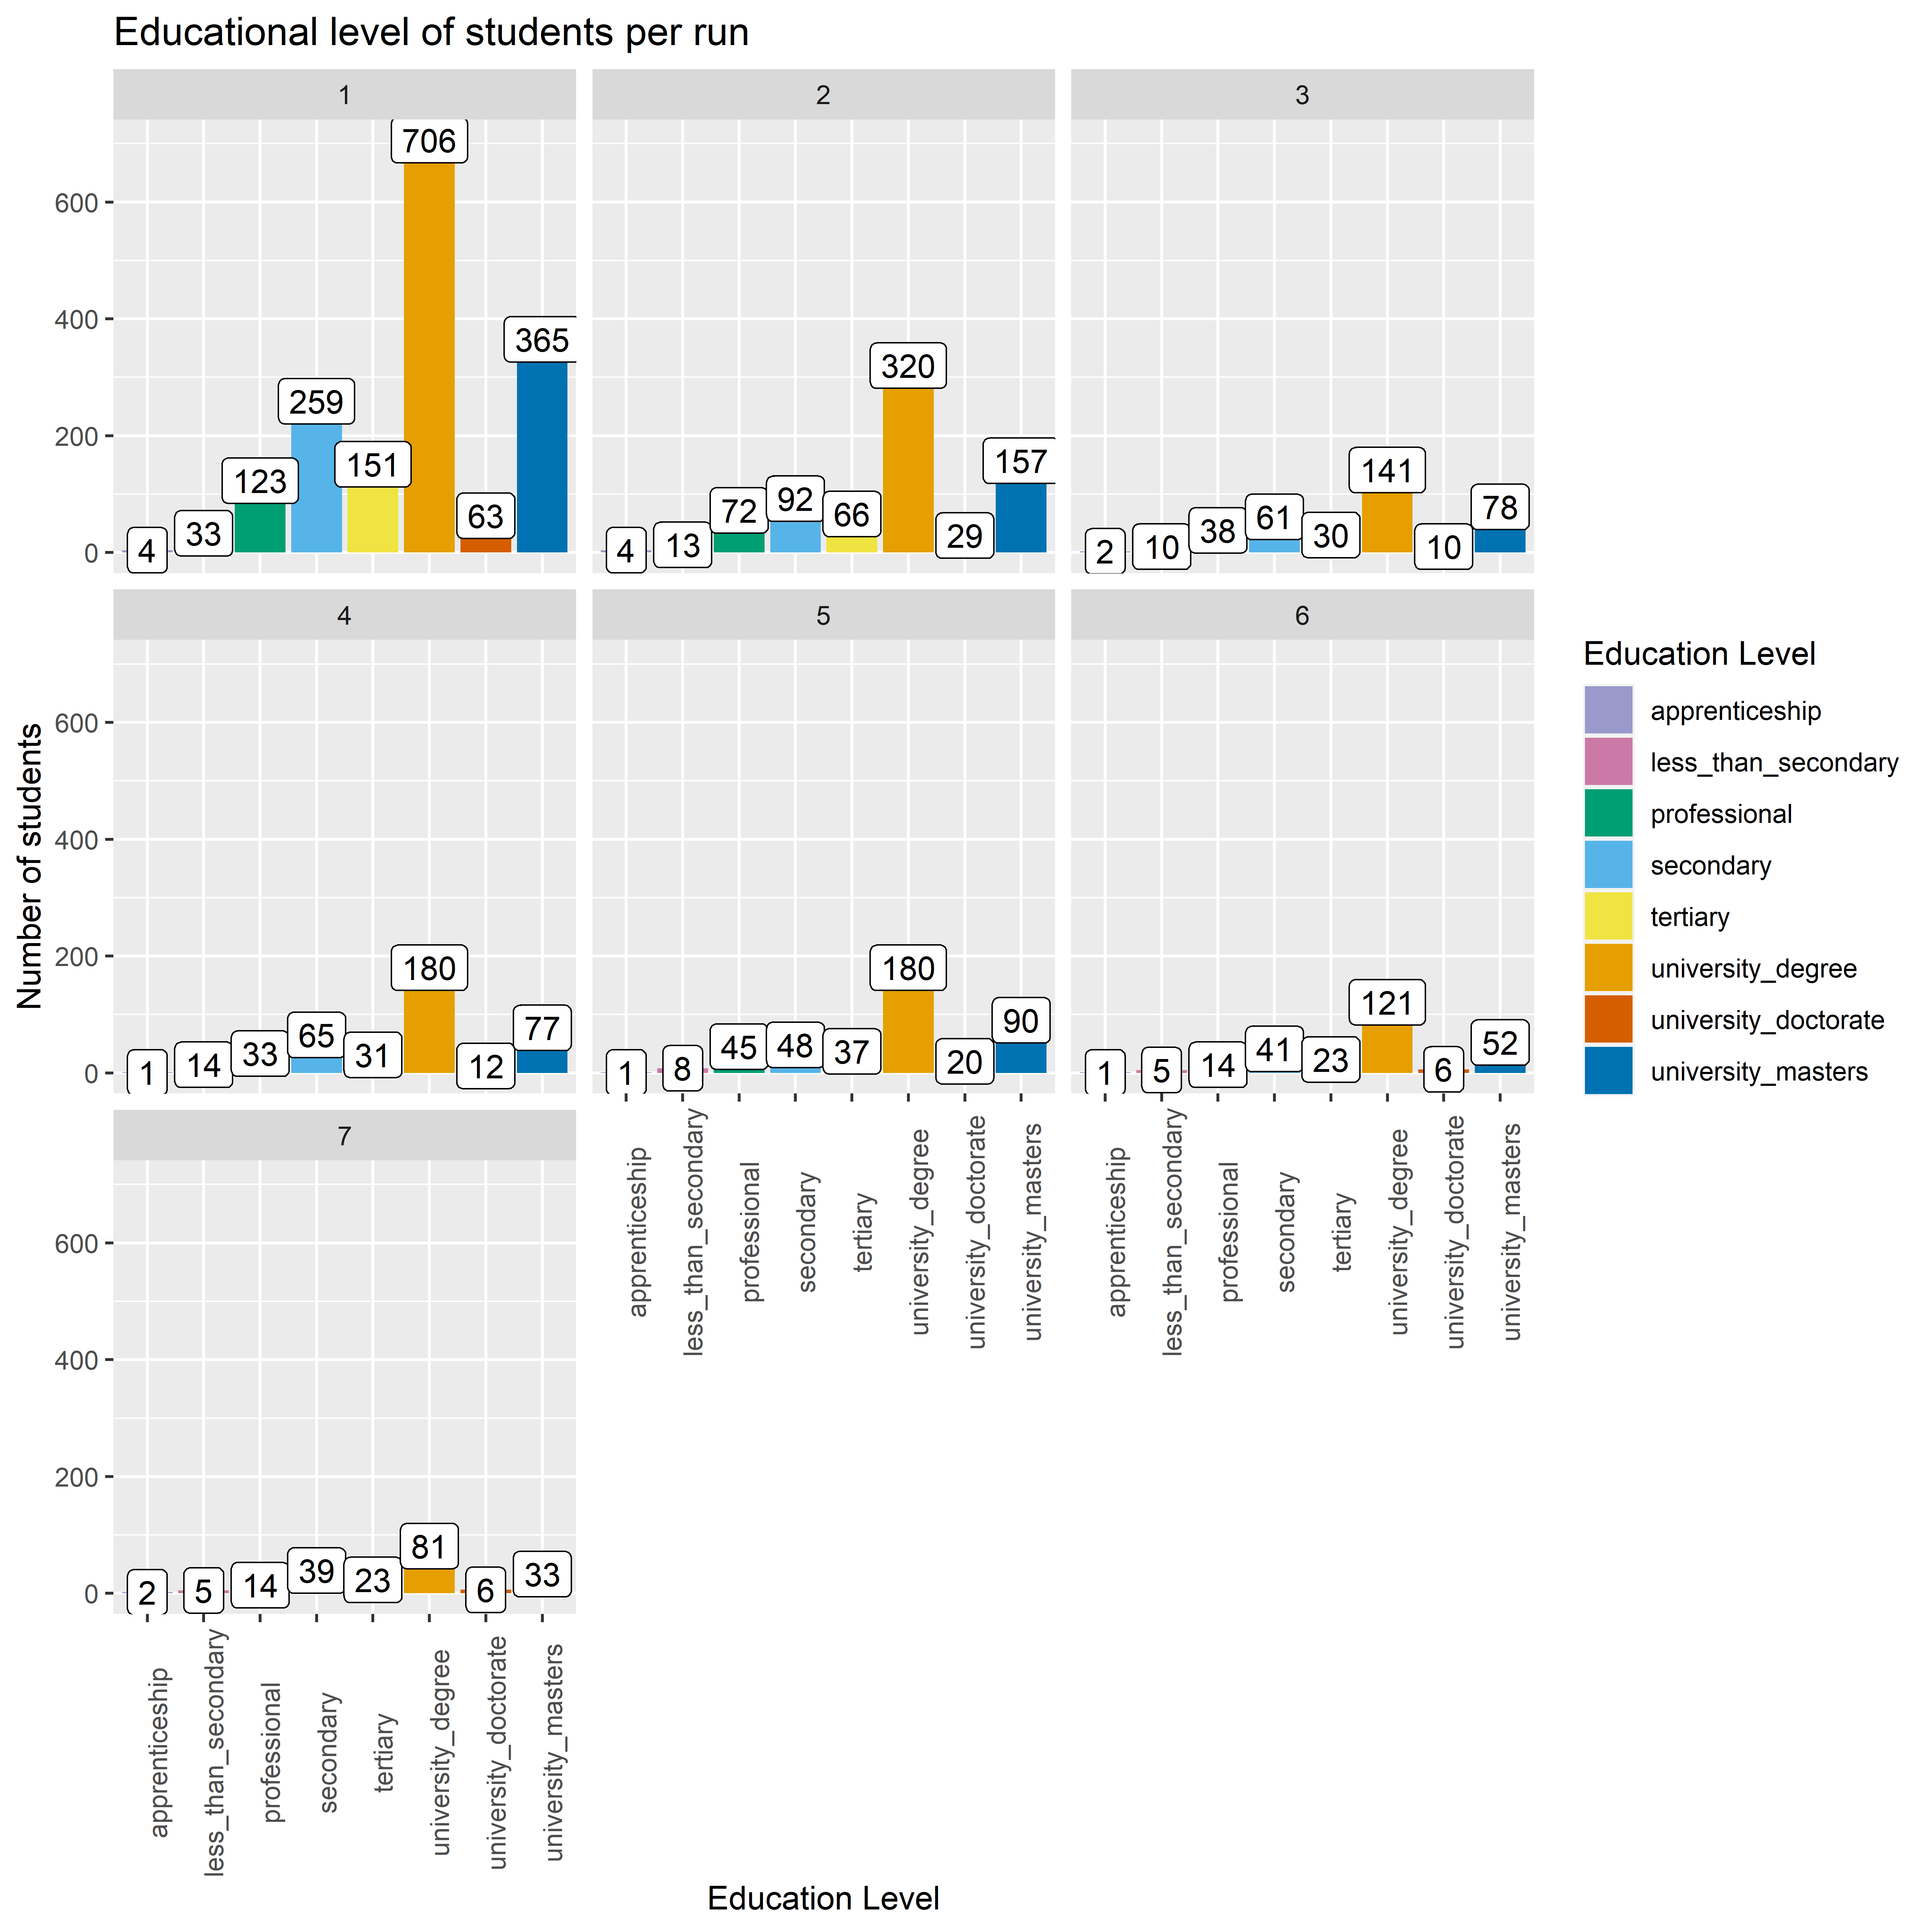 Educational level of students per run
1
2
3
600
400
200
0
4
33
123
259
151
706
63
365
4
13
72
92
66
320
29
157
2
10
38
61
30
141
10
78
4
5
6
600
400
200
0
1
14
33
65
31
180
12
77
1
8
45
48
37
180
20
90
1
5
14
41
23
121
6
52
apprenticeship
less_than_secondary
professional
secondary
tertiary
university_degree
university_doctorate
university_masters
apprenticeship
less_than_secondary
professional
secondary
tertiary
university_degree
university_doctorate
university_masters
7
600
400
200
0
2
5
14
39
23
81
6
33
apprenticeship
less_than_secondary
professional
secondary
tertiary
university_degree
university_doctorate
university_masters
Education Level
Number of students
Education Level
apprenticeship
less_than_secondary
professional
secondary
tertiary
university_degree
university_doctorate
university_masters